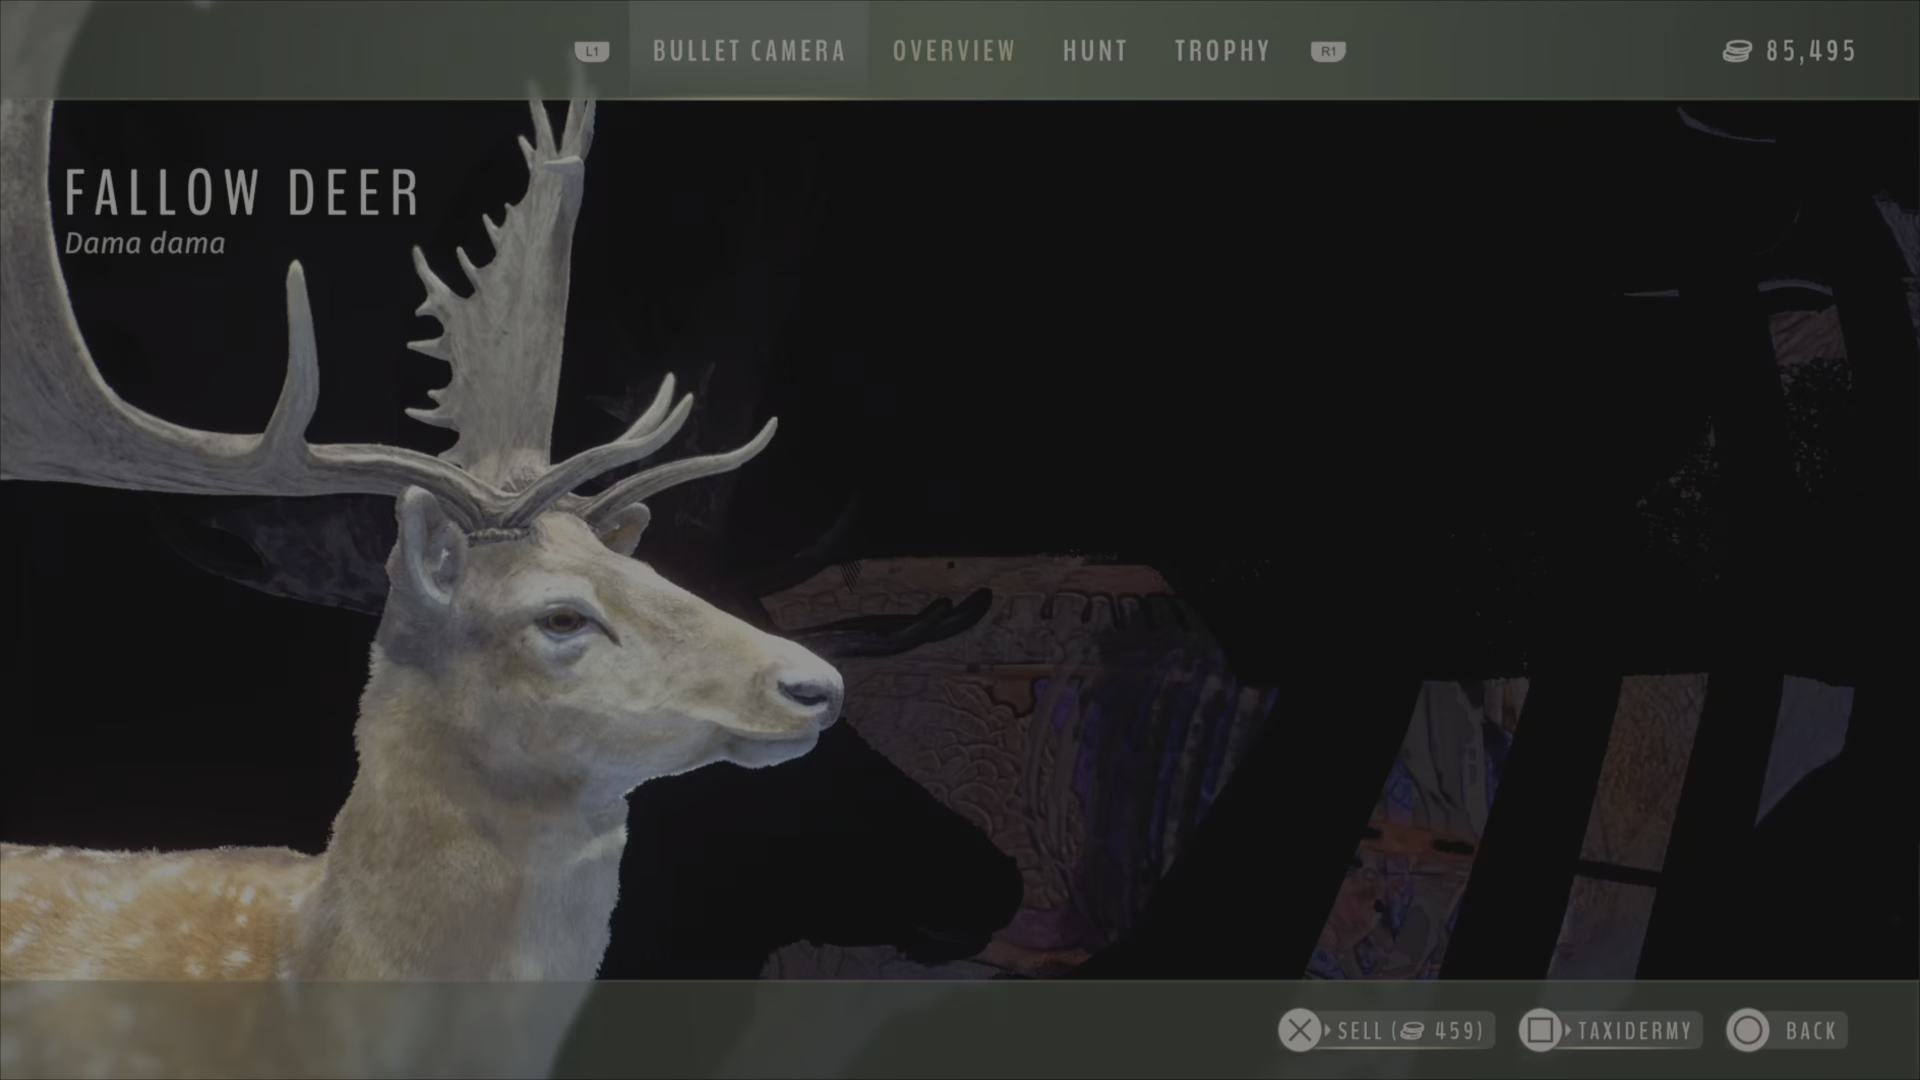 L1 BULLET CAMERA OVERVIEW HUNT TROPHY R1 85,495
FALLOW DEER
Dama dama
SELL ( 459) TAXIDERMY BACK